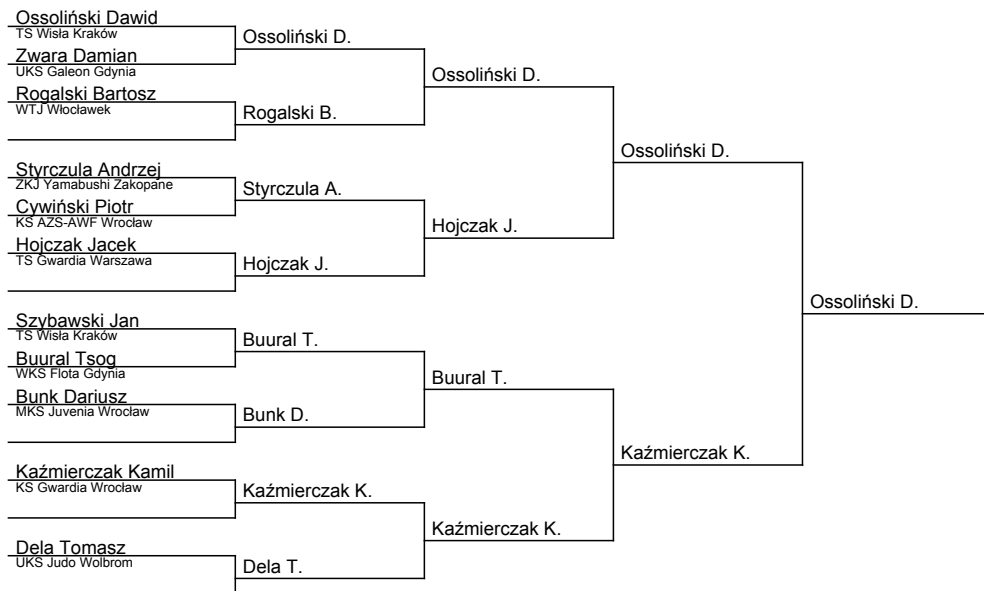 Ossoliński Dawid
TS Wisła Kraków
Zwara Damian
UKS Galeon Gdynia
Rogalski Bartosz
WTJ Włocławek
Styrczula Andrzej
ZKJ Yamabushi Zakopane
Cywiński Piotr
KS AZS-AWF Wrocław
Hojczak Jacek
TS Gwardia Warszawa
Szybawski Jan
TS Wisła Kraków
Buural Tsog
WKS Flota Gdynia
Bunk Dariusz
MKS Juvenia Wrocław
Kaźmierczak Kamil
KS Gwardia Wrocław
Dela Tomasz
UKS Judo Wolbrom
Ossoliński D.
Rogalski B.
Styrczula A.
Hojczak J.
Buural T.
Bunk D.
Kaźmierczak K.
Dela T.
Ossoliński D.
Hojczak J.
Buural T.
Kaźmierczak K.
Ossoliński D.
Kaźmierczak K.
Ossoliński D.